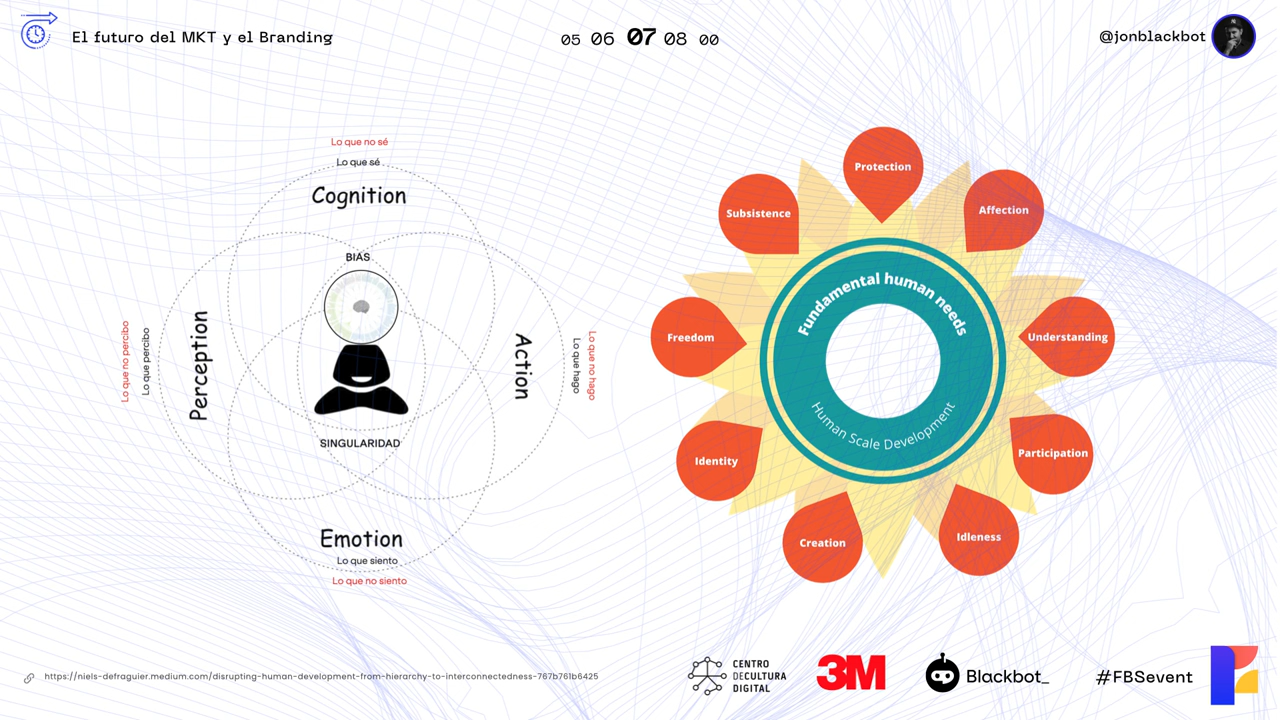 El futuro del MKT y el Branding
05 06 07 08 00
@jonblackbot
Lo que no sé
Lo que sé
Cognition
BIAS
Lo que no percibo
Lo que percibo
Perception
Action
Lo que hago
Lo que no hago
SINGULARIDAD
Emotion
Lo que siento
Lo que no siento
Protection
Affection
Understanding
Participation
Idleness
Creation
Identity
Freedom
Subsistence
Fundamental human needs
Human Scale Development
https://niels-defraguier.medium.com/disrupting-human-development-from-hierarchy-to-interconnectedness-767b761b6425
CENTRO
DECULTURA
DIGITAL
3M
Blackbot_
#FBSevent